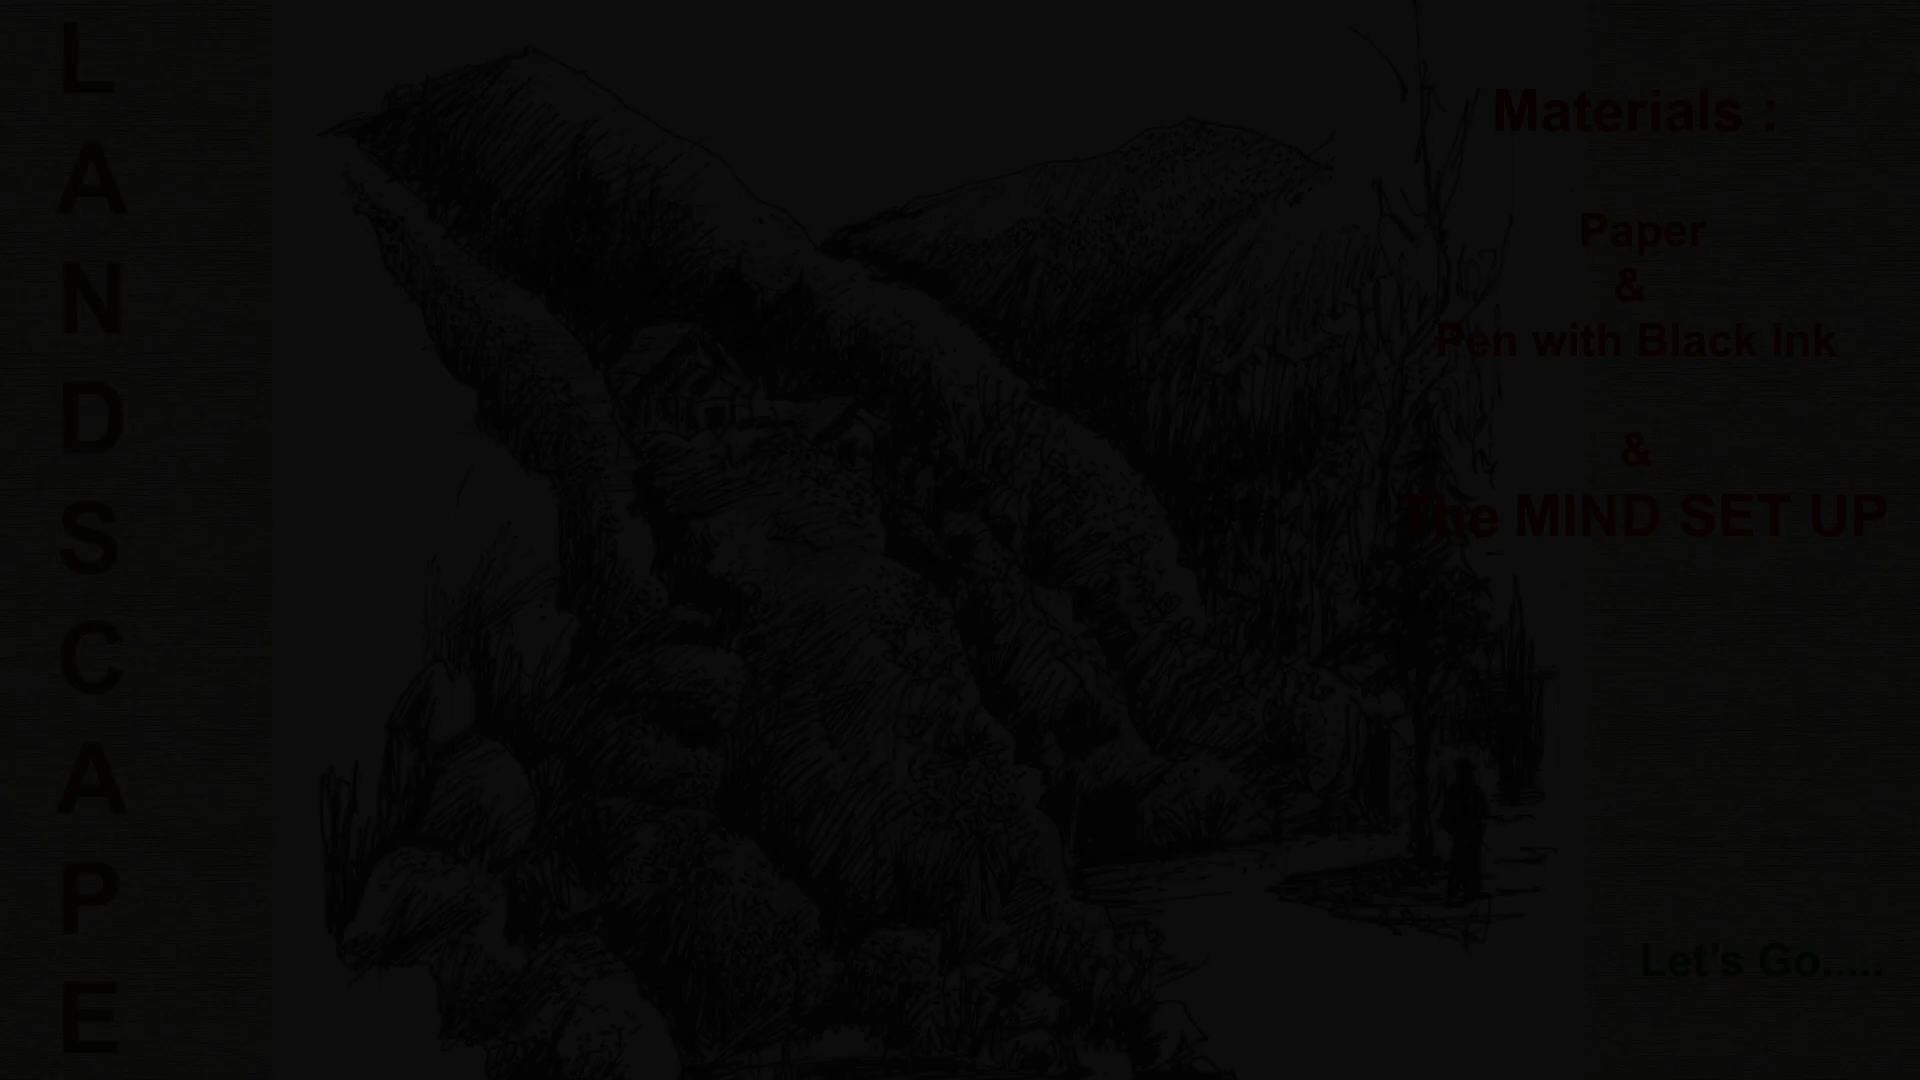 LANDSCAPE
Materials :
Paper
&
Pen with Black Ink
&
The MIND SET UP
Let's Go.....